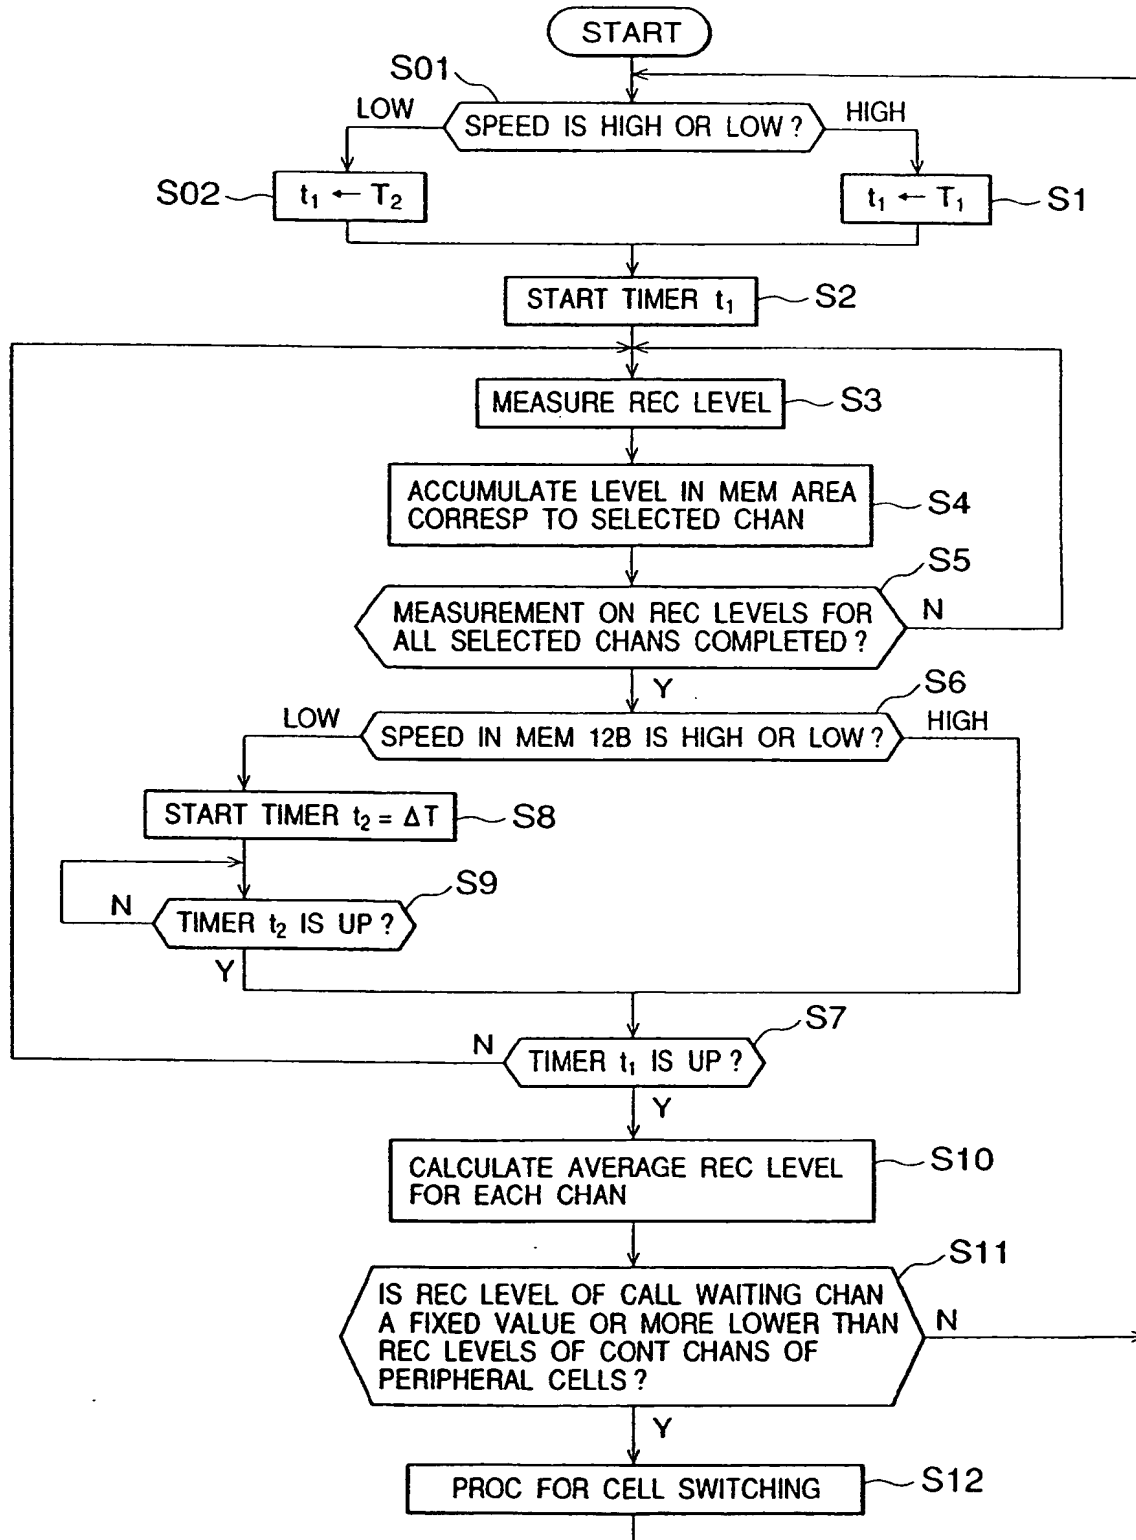 START
S01
LOW
SPEED IS HIGH OR LOW?
HIGH
S02
t₁ ← T₂
t₁ ← T₁
S1
START TIMER t₁
S2
MEASURE REC LEVEL
S3
ACCUMULATE LEVEL IN MEM AREA
CORRESP TO SELECTED CHAN
S4
S5
MEASUREMENT ON REC LEVELS FOR
ALL SELECTED CHANS COMPLETED?
N
Y
S6
LOW
SPEED IN MEM 12B IS HIGH OR LOW?
HIGH
START TIMER t₂ = ΔT
S8
S9
N
TIMER t₂ IS UP?
Y
S7
N
TIMER t₁ IS UP?
Y
CALCULATE AVERAGE REC LEVEL
FOR EACH CHAN
S10
S11
IS REC LEVEL OF CALL WAITING CHAN
A FIXED VALUE OR MORE LOWER THAN
REC LEVELS OF CONT CHANS OF
PERIPHERAL CELLS?
N
Y
PROC FOR CELL SWITCHING
S12